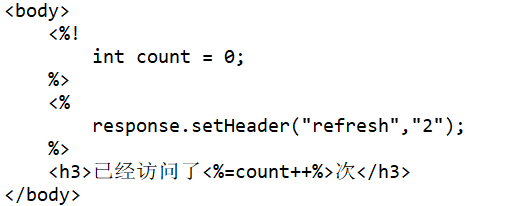 <body>
    <%!
        int count = 0;
    %>
    <%
        response.setHeader("refresh","2");
    %>
    <h3>已经访问了<%=count++%>次</h3>
</body>